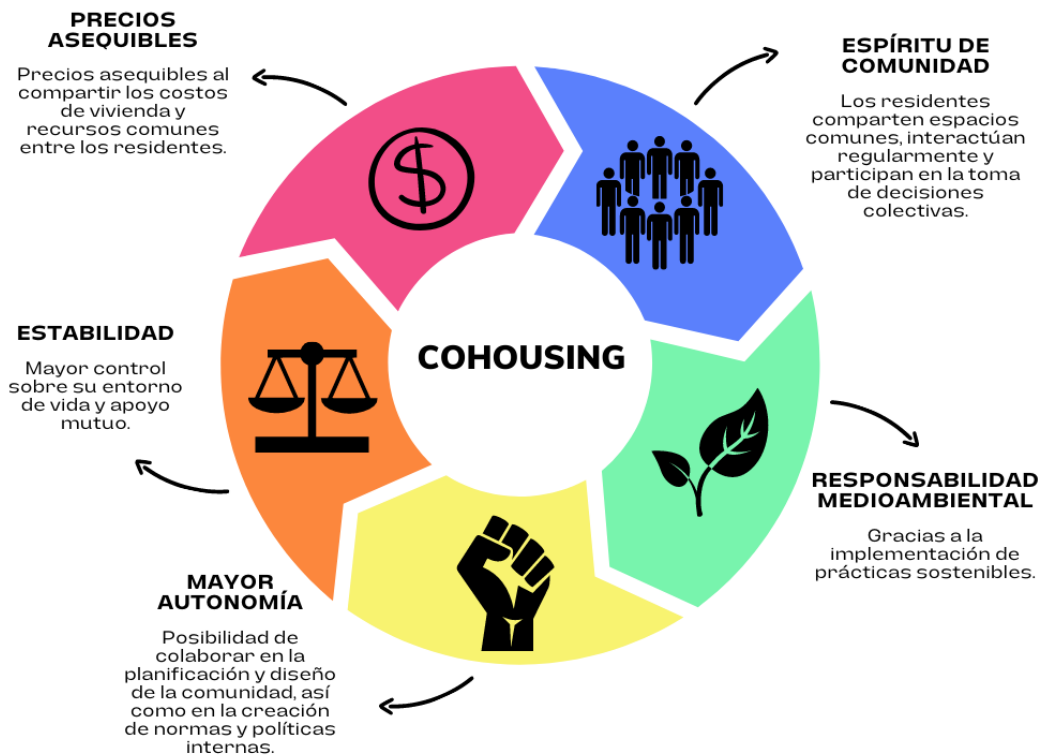 PRECIOS
ASEQUIBLES
Precios asequibles al
compartir los costos
de vivienda y
recursos comunes
entre los residentes.
ESPÍRITU DE
COMUNIDAD
Los residentes
comparten espacios
comunes, interactúan
regularmente y
participan en la toma
de decisiones
colectivas.
ESTABILIDAD
Mayor control
sobre su entorno
de vida y apoyo
mutuo.
COHOUSING
RESPONSABILIDAD
MEDIOAMBIENTAL
Gracias a la
implementación de
prácticas sostenibles.
MAYOR
AUTONOMÍA
Posibilidad de
colaborar en la
planificación y diseño
de la comunidad, así
como en la creación
de normas y políticas
internas.